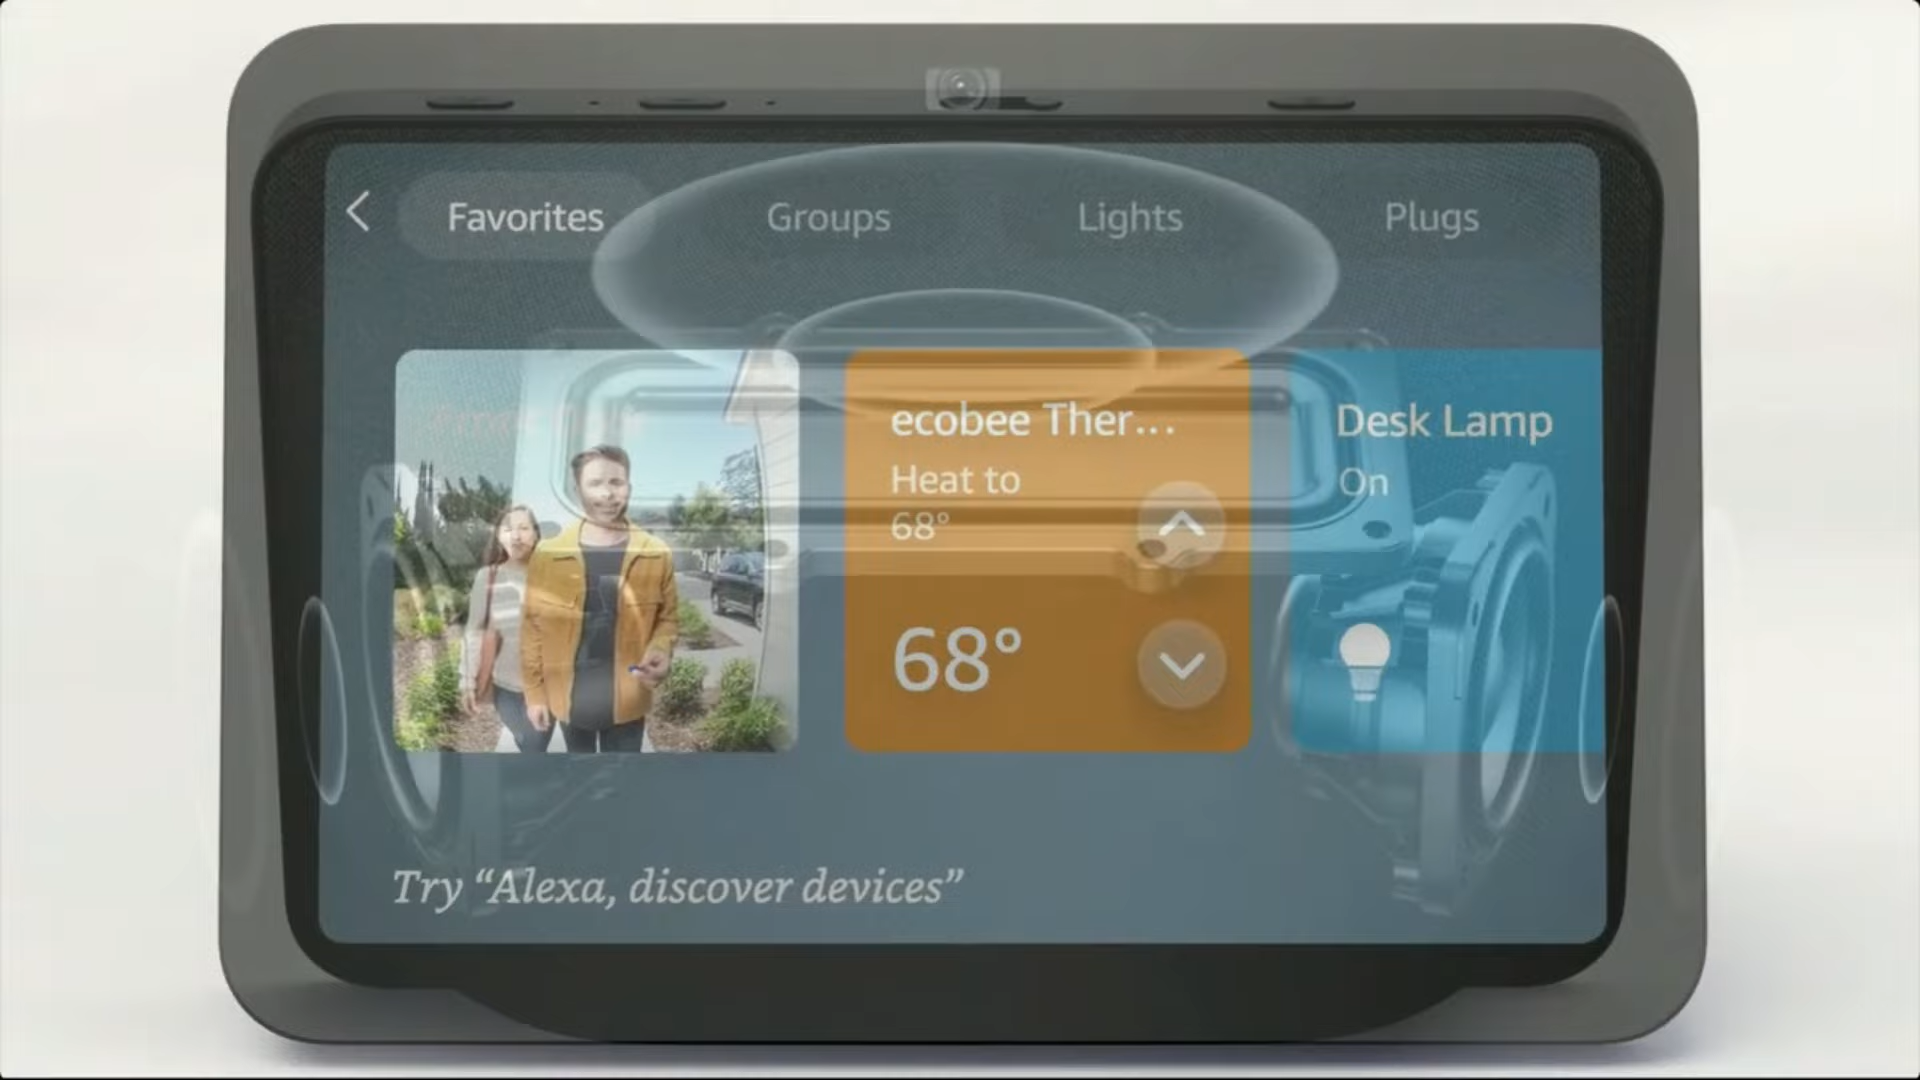 Favorites
Groups
Lights
Plugs
ecobee Ther...
Heat to
68°
68°
Desk Lamp
On
Try “Alexa, discover devices”